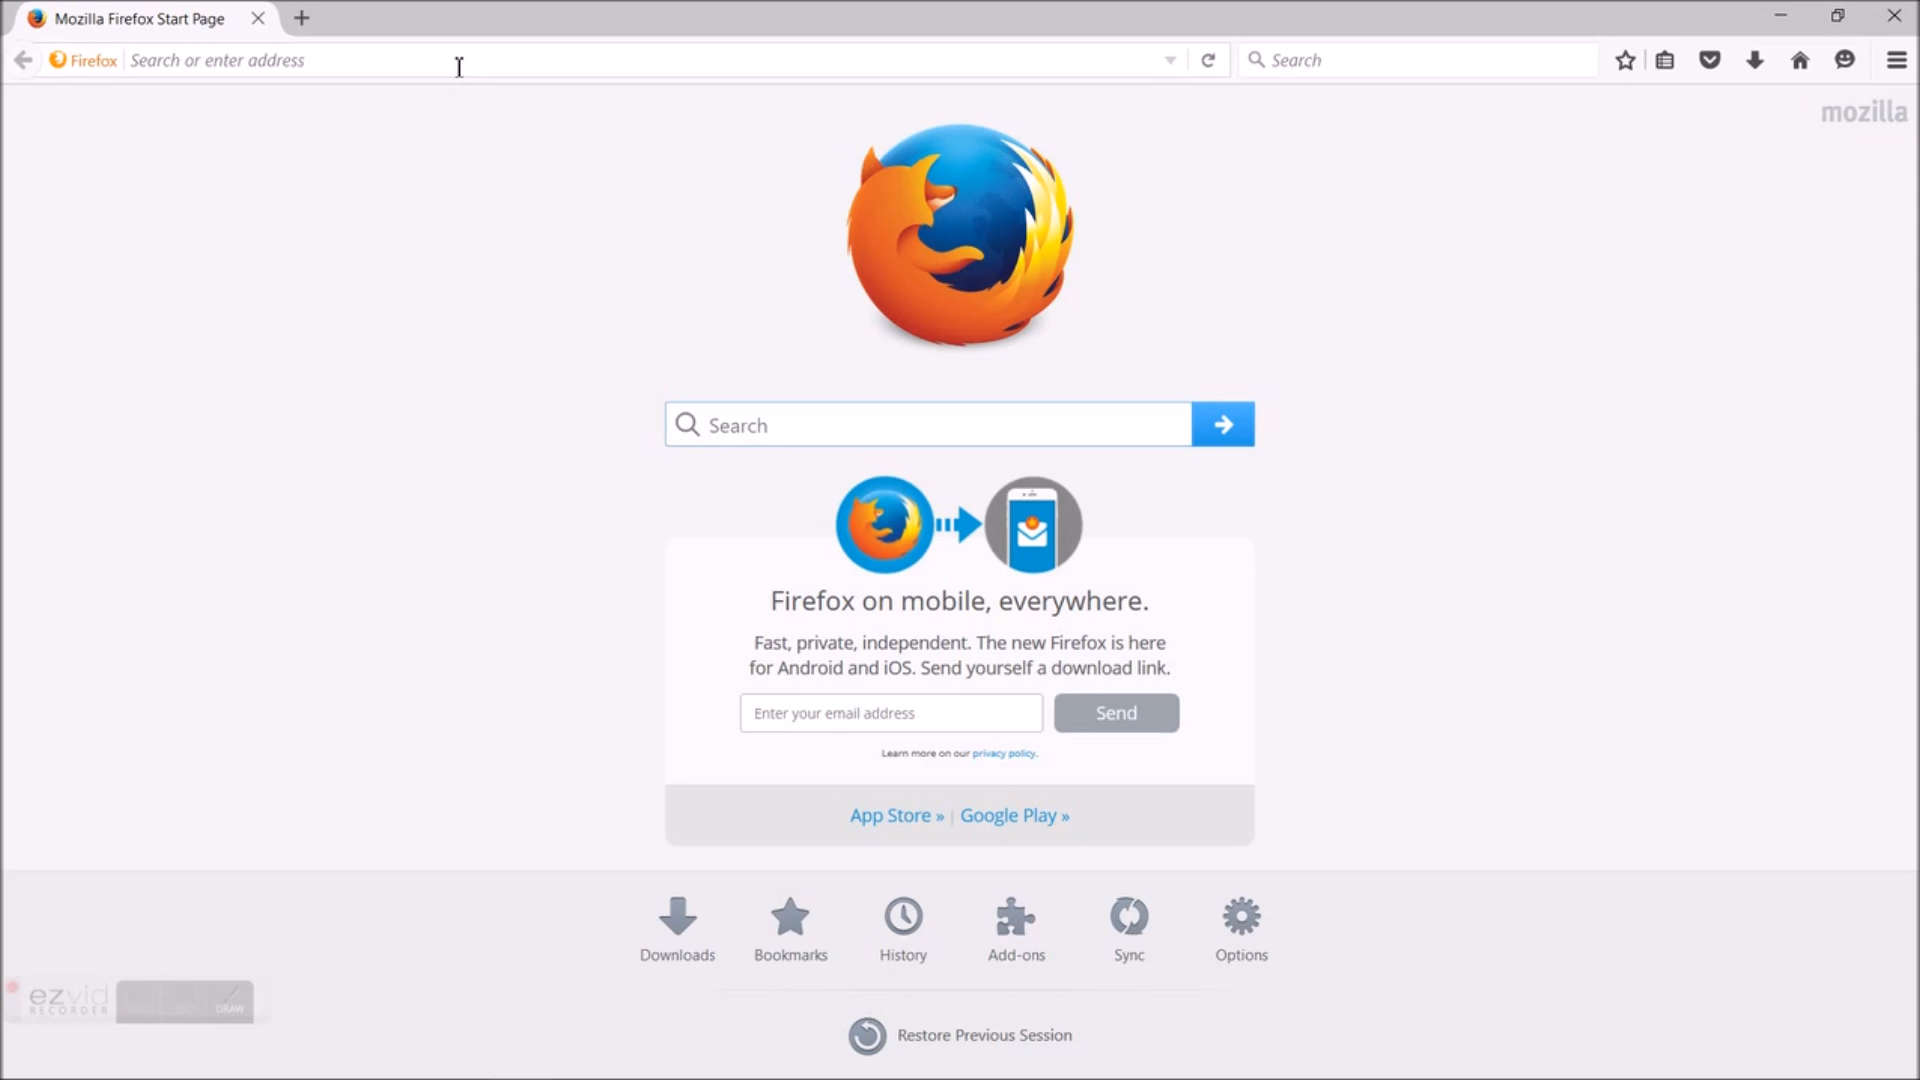 Mozilla Firefox Start Page
Firefox Search or enter address
Search
mozilla
Search
Firefox on mobile, everywhere.
Fast, private, independent. The new Firefox is here
for Android and iOS. Send yourself a download link.
Enter your email address Send
Learn more on our privacy policy.
App Store » | Google Play »
Downloads Bookmarks History Add-ons Sync Options
ezvid
RECORDER
DRAW
Restore Previous Session